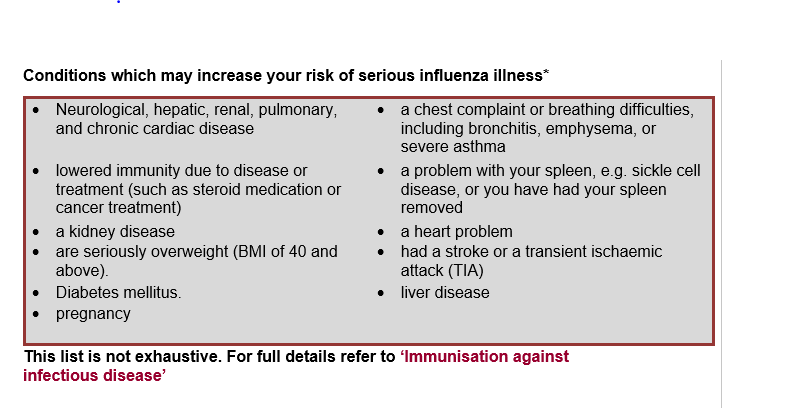 Conditions which may increase your risk of serious influenza illness*
• Neurological, hepatic, renal, pulmonary,
and chronic cardiac disease
• a chest complaint or breathing difficulties,
including bronchitis, emphysema, or
severe asthma
• lowered immunity due to disease or
treatment (such as steroid medication or
cancer treatment)
• a problem with your spleen, e.g. sickle cell
disease, or you have had your spleen
removed
• a kidney disease
• a heart problem
• are seriously overweight (BMI of 40 and
above).
• had a stroke or a transient ischaemic
attack (TIA)
• Diabetes mellitus.
• liver disease
• pregnancy
This list is not exhaustive. For full details refer to ‘Immunisation against
infectious disease’